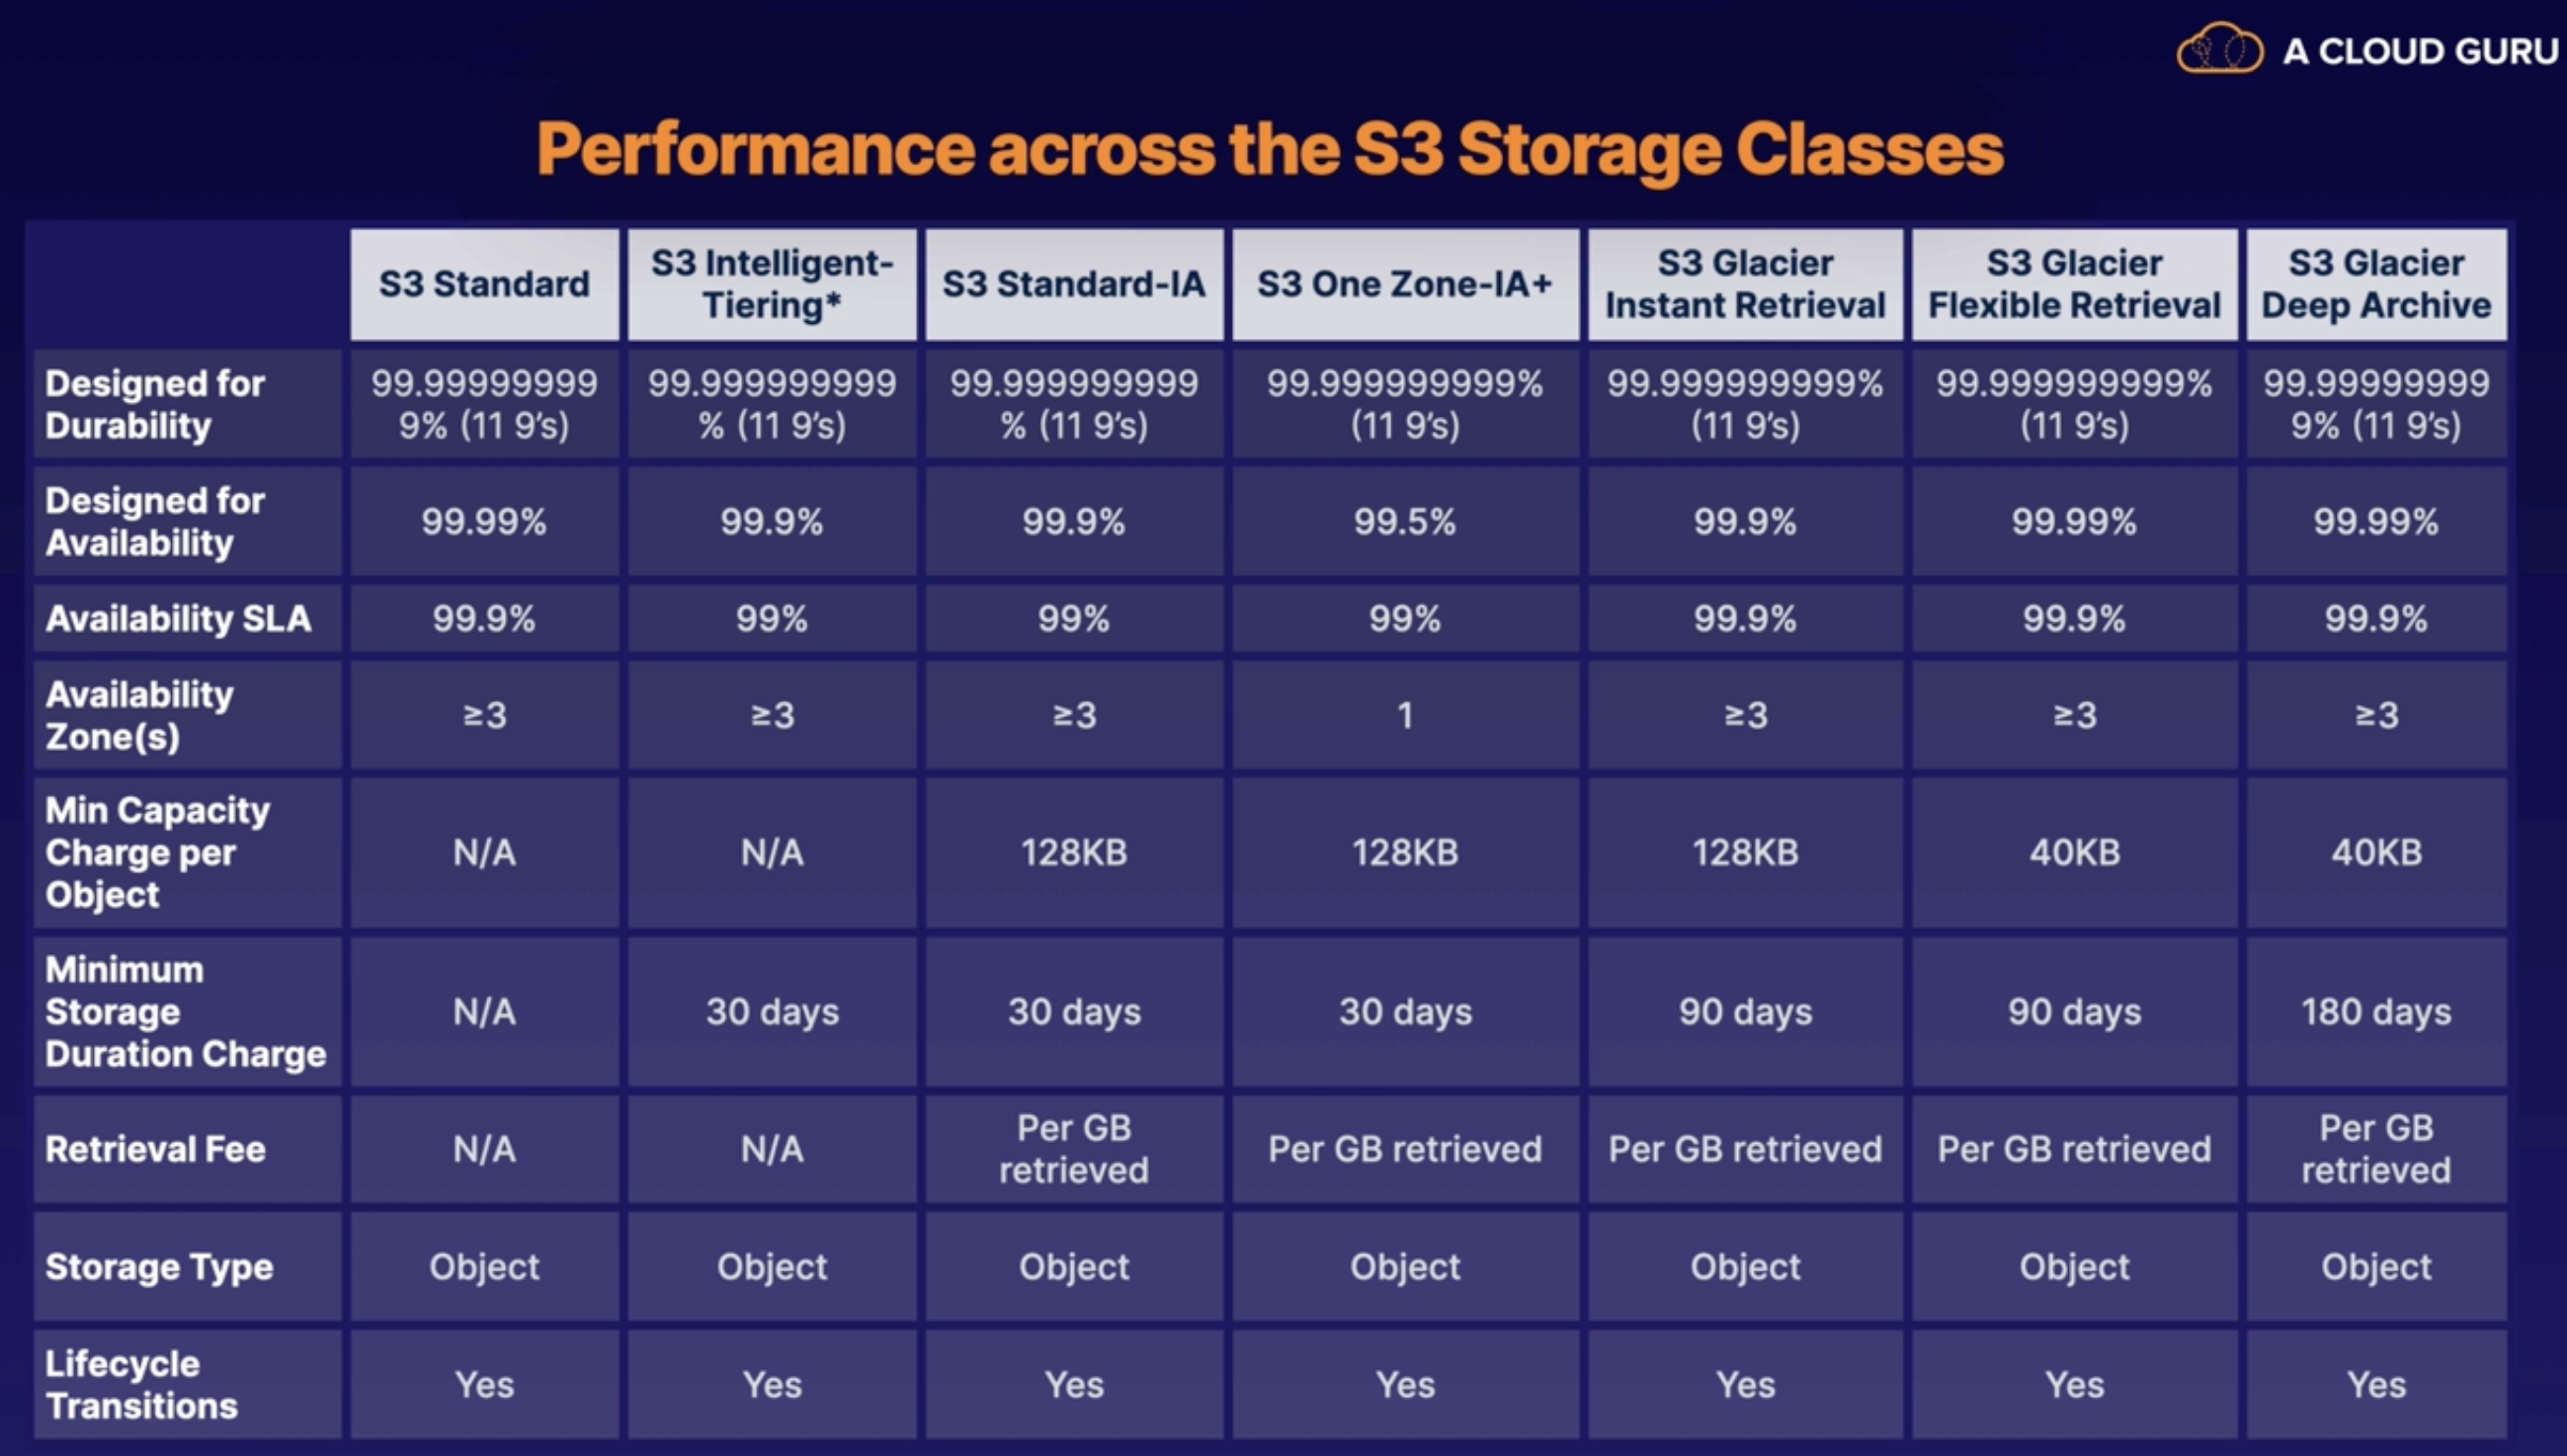 A CLOUD GURU
Performance across the S3 Storage Classes
S3 Standard
S3 Intelligent-
Tiering*
S3 Standard-IA
S3 One Zone-IA+
S3 Glacier
Instant Retrieval
S3 Glacier
Flexible Retrieval
S3 Glacier
Deep Archive
Designed for
Durability
99.99999999
9% (11 9’s)
99.999999999
% (11 9’s)
99.999999999
% (11 9’s)
99.999999999%
(11 9’s)
99.999999999%
(11 9’s)
99.999999999%
(11 9’s)
99.99999999
9% (11 9’s)
Designed for
Availability
99.99%
99.9%
99.9%
99.5%
99.9%
99.99%
99.99%
Availability SLA
99.9%
99%
99%
99%
99.9%
99.9%
99.9%
Availability
Zone(s)
≥3
≥3
≥3
1
≥3
≥3
≥3
Min Capacity
Charge per
Object
N/A
N/A
128KB
128KB
128KB
40KB
40KB
Minimum
Storage
Duration Charge
N/A
30 days
30 days
30 days
90 days
90 days
180 days
Retrieval Fee
N/A
N/A
Per GB
retrieved
Per GB retrieved
Per GB retrieved
Per GB retrieved
Per GB
retrieved
Storage Type
Object
Object
Object
Object
Object
Object
Object
Lifecycle
Transitions
Yes
Yes
Yes
Yes
Yes
Yes
Yes